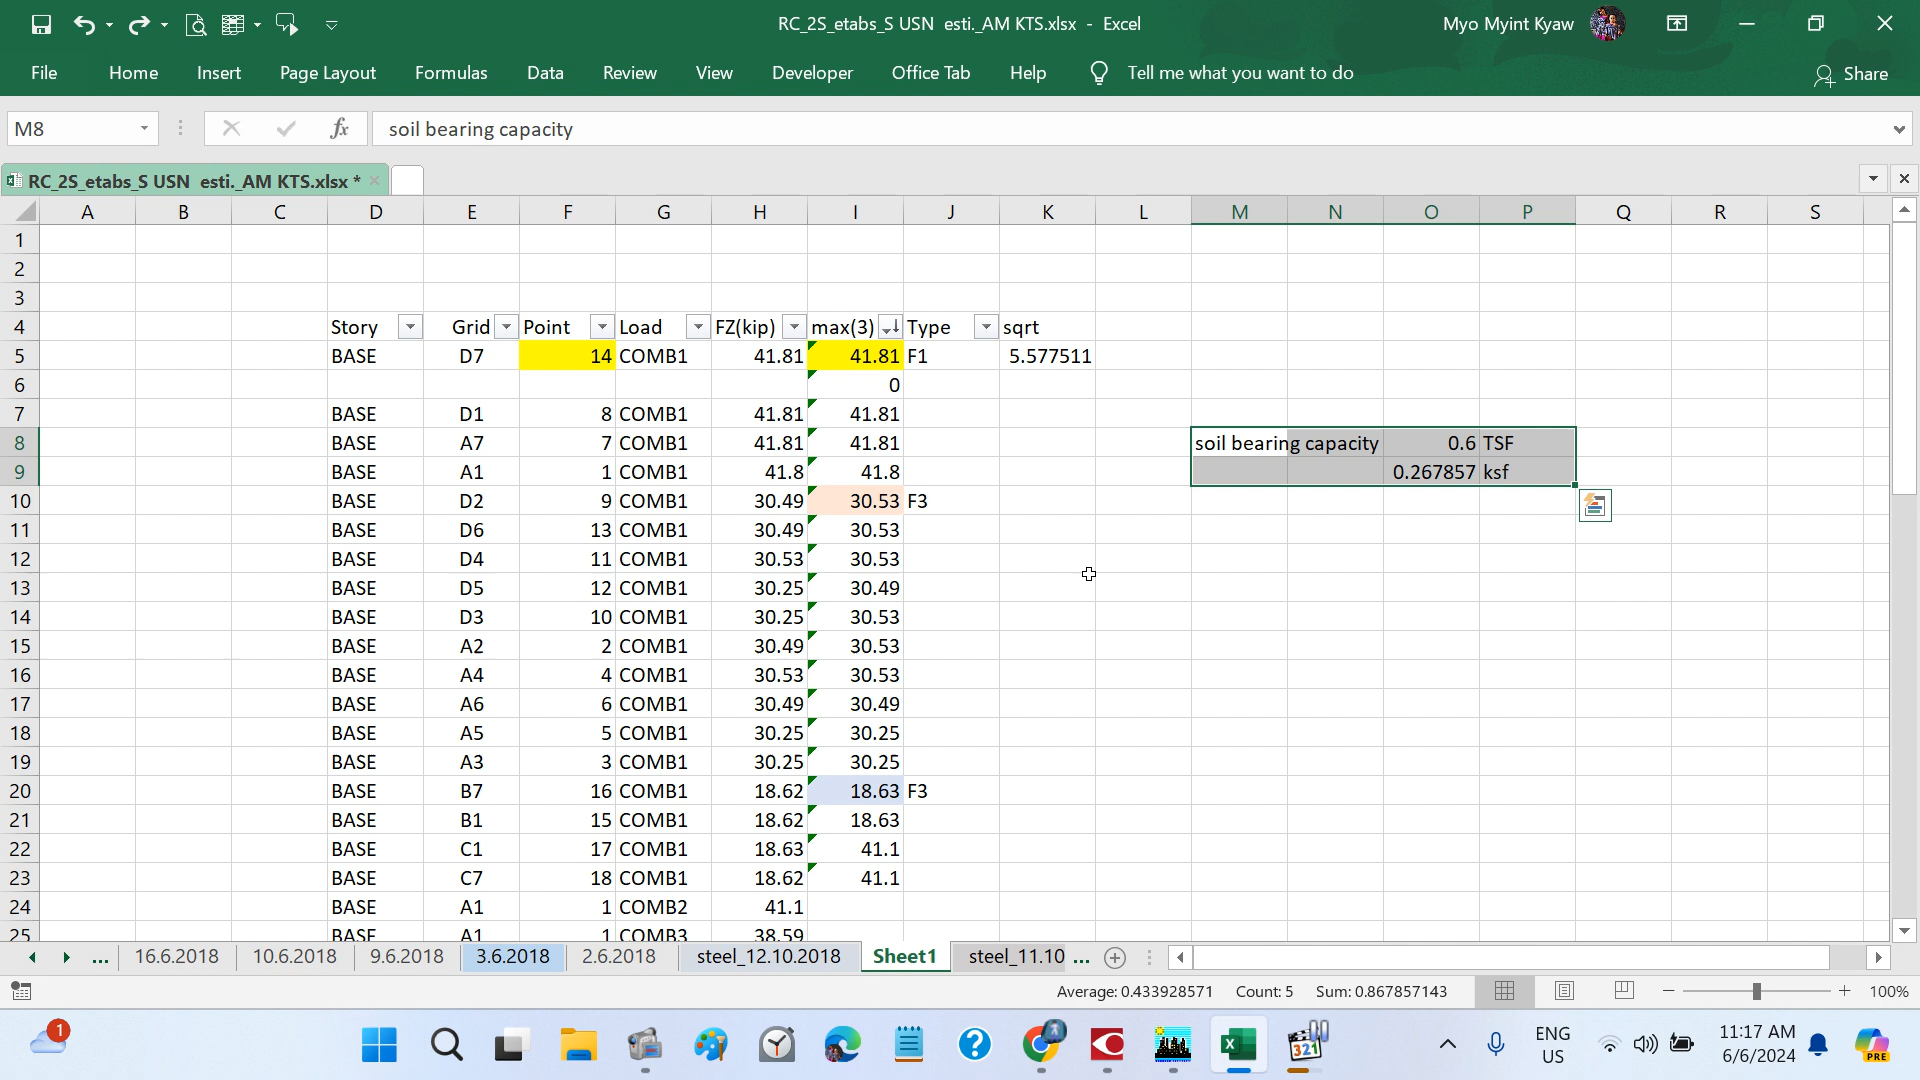 RC_2S_etabs_S USN  esti._AM KTS.xlsx  -  Excel
Myo Myint Kyaw
File Home Insert Page Layout Formulas Data Review View Developer Office Tab Help Tell me what you want to do Share
M8 fx soil bearing capacity
RC_2S_etabs_S USN  esti._AM KTS.xlsx *
A B C D E F G H I J K L M N O P Q R S
1
2
3
4 Story Grid Point Load FZ(kip) max(3) Type sqrt
5 BASE D7 14 COMB1 41.81 41.81 F1 5.577511
6 0
7 BASE D1 8 COMB1 41.81 41.81
8 BASE A7 7 COMB1 41.81 41.81 soil bearing capacity 0.6 TSF
9 BASE A1 1 COMB1 41.8 41.8 0.267857 ksf
10 BASE D2 9 COMB1 30.49 30.53 F3
11 BASE D6 13 COMB1 30.49 30.53
12 BASE D4 11 COMB1 30.53 30.53
13 BASE D5 12 COMB1 30.25 30.49
14 BASE D3 10 COMB1 30.25 30.53
15 BASE A2 2 COMB1 30.49 30.53
16 BASE A4 4 COMB1 30.53 30.53
17 BASE A6 6 COMB1 30.49 30.49
18 BASE A5 5 COMB1 30.25 30.25
19 BASE A3 3 COMB1 30.25 30.25
20 BASE B7 16 COMB1 18.62 18.63 F3
21 BASE B1 15 COMB1 18.62 18.63
22 BASE C1 17 COMB1 18.63 41.1
23 BASE C7 18 COMB1 18.62 41.1
24 BASE A1 1 COMB2 41.1
25 BASE A1 1 COMB3 38.59
... 16.6.2018 10.6.2018 9.6.2018 3.6.2018 2.6.2018 steel_12.10.2018 Sheet1 steel_11.10 ...
Average: 0.433928571 Count: 5 Sum: 0.867857143 100%
1 321 ENG 11:17 AM PRE
US 6/6/2024